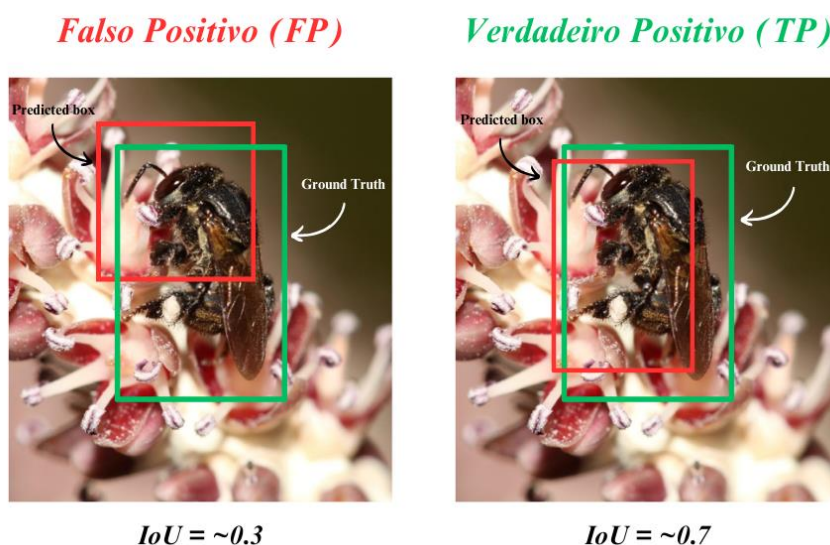 Falso Positivo (FP)
Verdadeiro Positivo (TP)
Predicted box
Ground Truth
Predicted box
Ground Truth
IoU = ~0.3
IoU = ~0.7